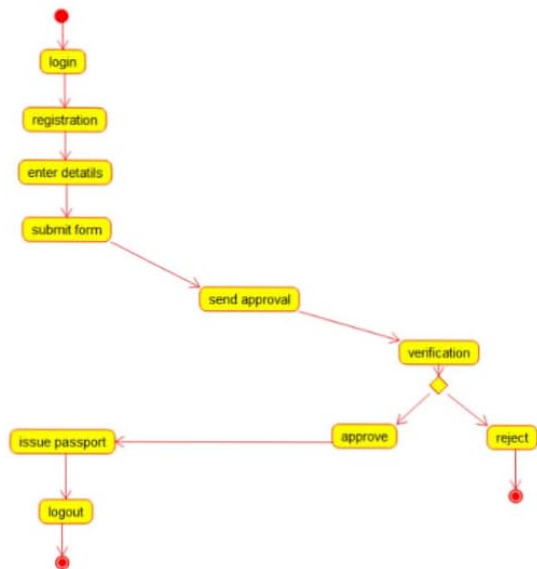 login
registration
enter detatils
submit form
send approval
verification
approve
reject
issue passport
logout